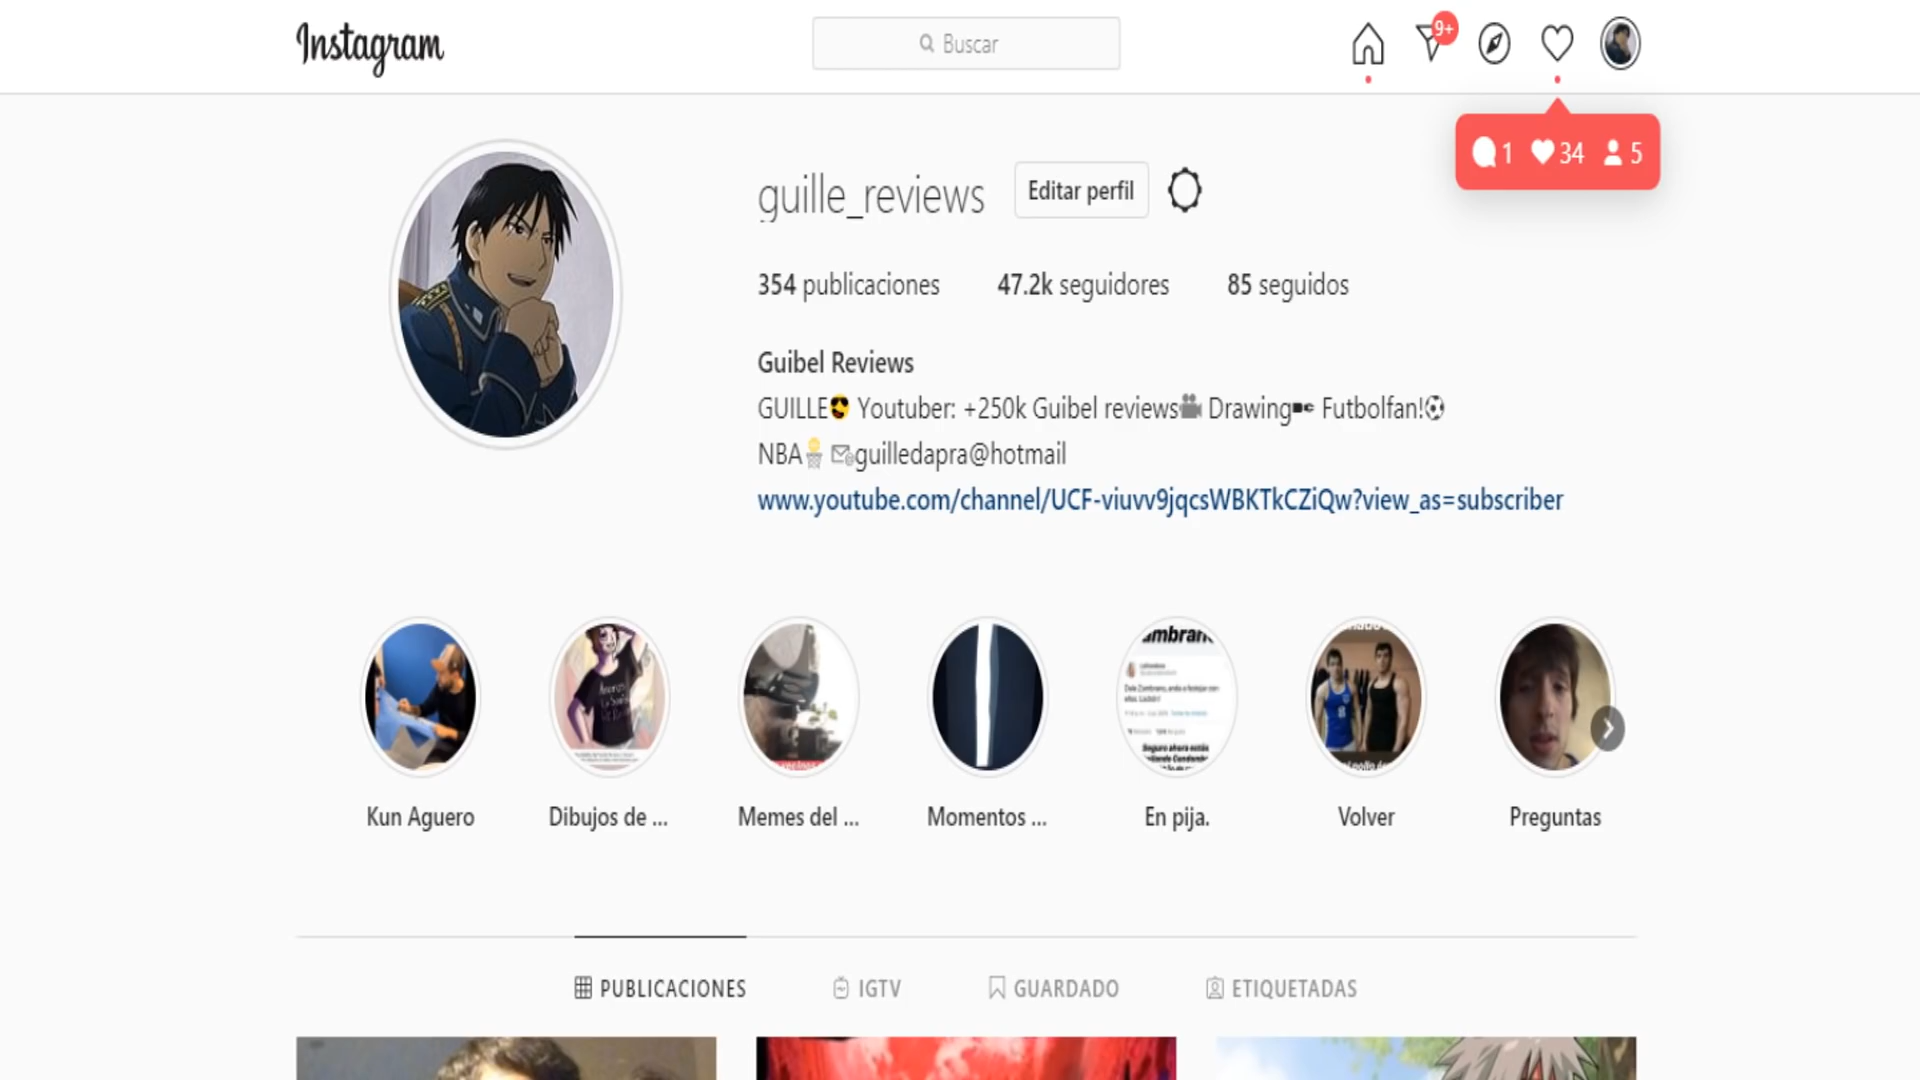 Instagram
Buscar
9+
1 34 5
guille_reviews Editar perfil
354 publicaciones 47.2k seguidores 85 seguidos
Guibel Reviews
GUILLE😎 Youtuber: +250k Guibel reviews🎥 Drawing✒️ Futbolfan!⚽
NBA🏀 📧guilledapra@hotmail
www.youtube.com/channel/UCF-viuvv9jqcsWBKTkCZiQw?view_as=subscriber
Kun Aguero Dibujos de ... Memes del ... Momentos ... En pija. Volver Preguntas
PUBLICACIONES IGTV GUARDADO ETIQUETADAS